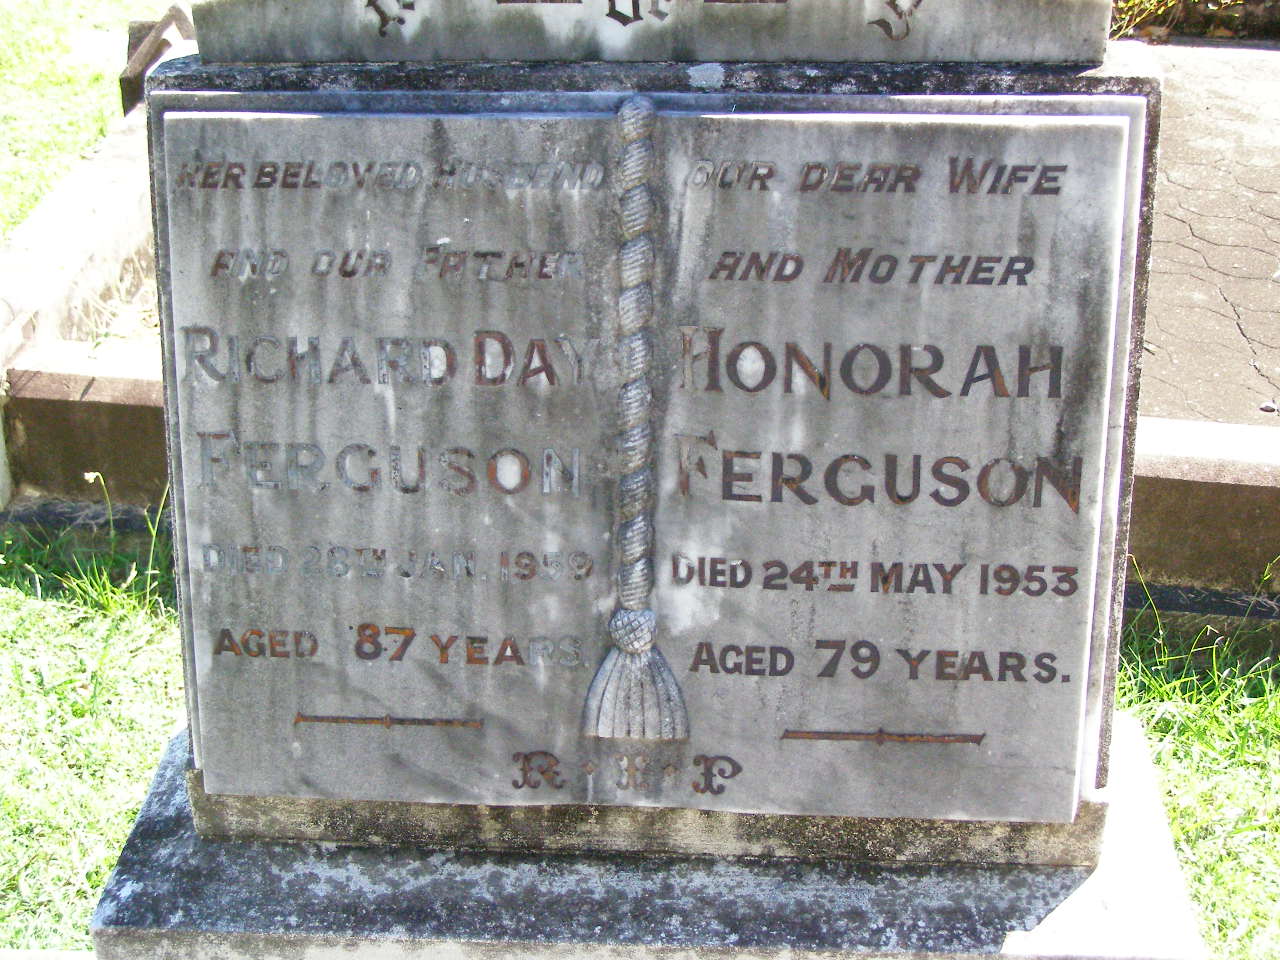 HER BELOVED HUSBAND
AND OUR FATHER
RICHARD DAY
FERGUSON
DIED 28TH JAN. 1959
AGED 87 YEARS.
OUR DEAR WIFE
AND MOTHER
HONORAH
FERGUSON
DIED 24TH MAY 1953
AGED 79 YEARS.
R · I · P